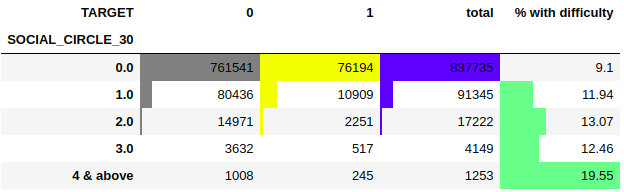 TARGET 0 1 total % with difficulty
SOCIAL_CIRCLE_30
0.0 761541 76194 837735 9.1
1.0 80436 10909 91345 11.94
2.0 14971 2251 17222 13.07
3.0 3632 517 4149 12.46
4 & above 1008 245 1253 19.55